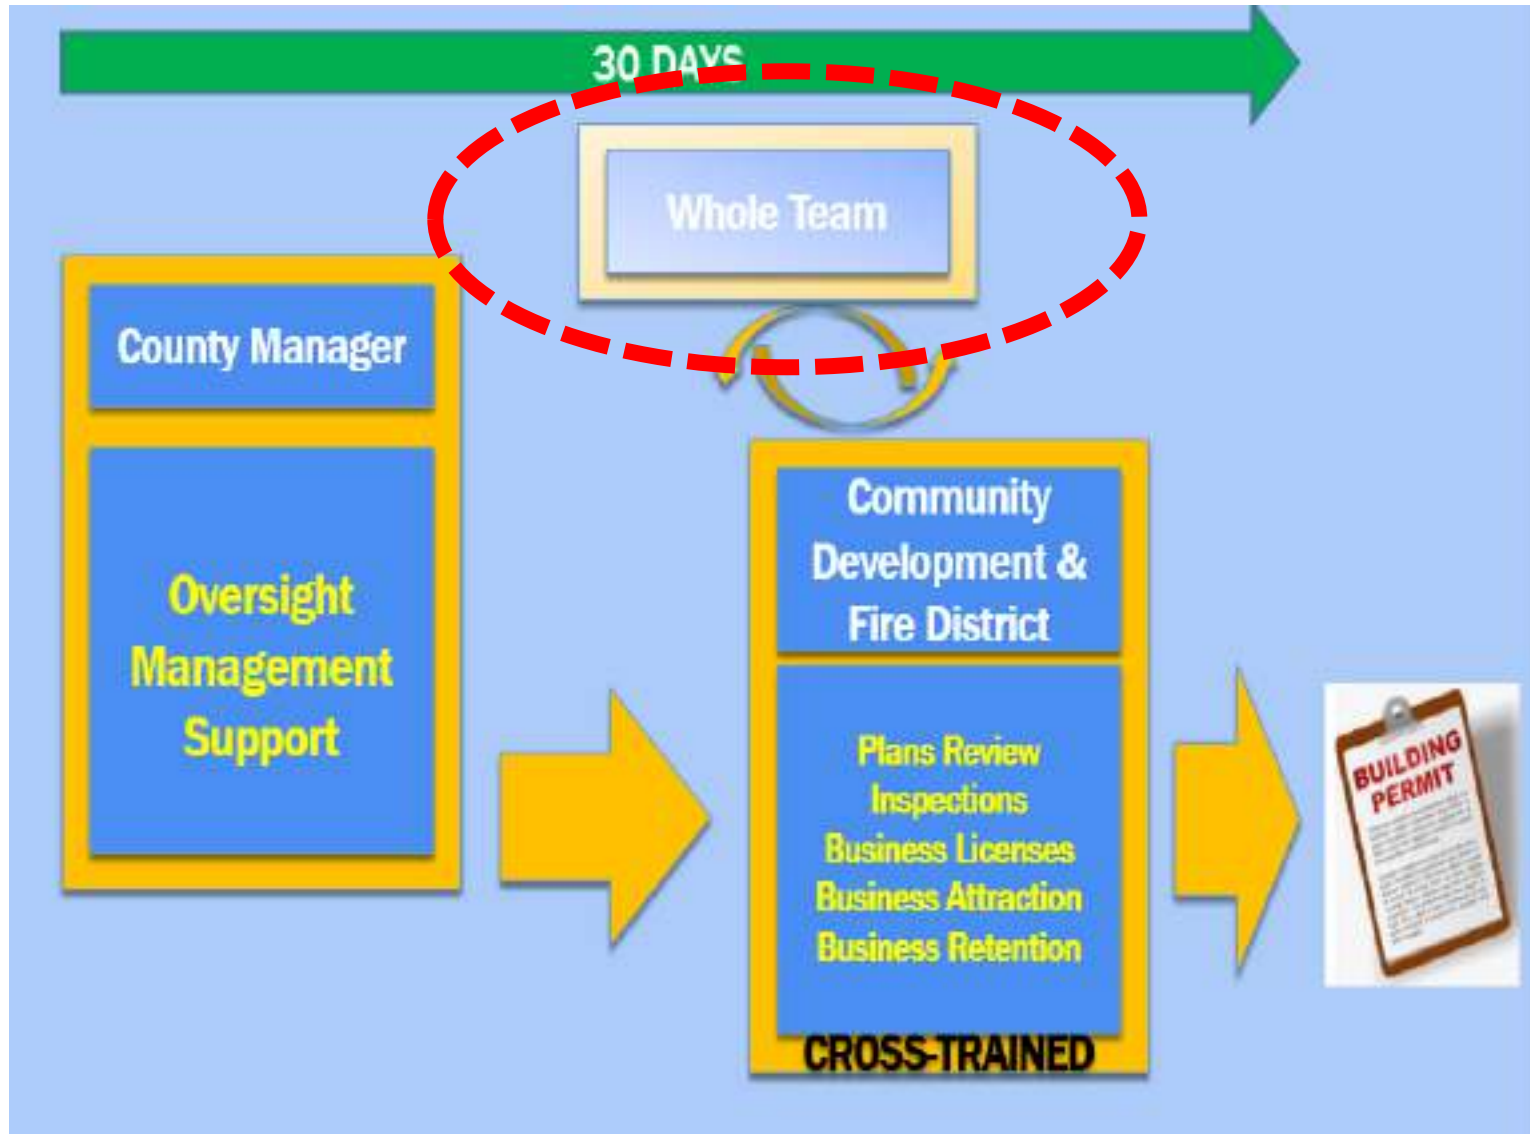 30 DAYS
Whole Team
County Manager
Oversight
Management
Support
Community
Development &
Fire District
Plans Review
Inspections
Business Licenses
Business Attraction
Business Retention
CROSS-TRAINED
BUILDING
PERMIT